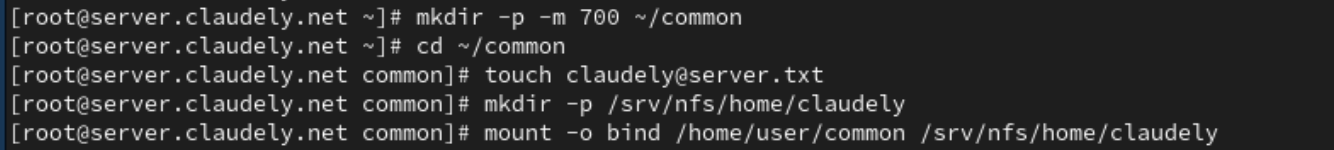 [root@server.claudely.net ~]# mkdir -p -m 700 ~/common
[root@server.claudely.net ~]# cd ~/common
[root@server.claudely.net common]# touch claudely@server.txt
[root@server.claudely.net common]# mkdir -p /srv/nfs/home/claudely
[root@server.claudely.net common]# mount -o bind /home/user/common /srv/nfs/home/claudely